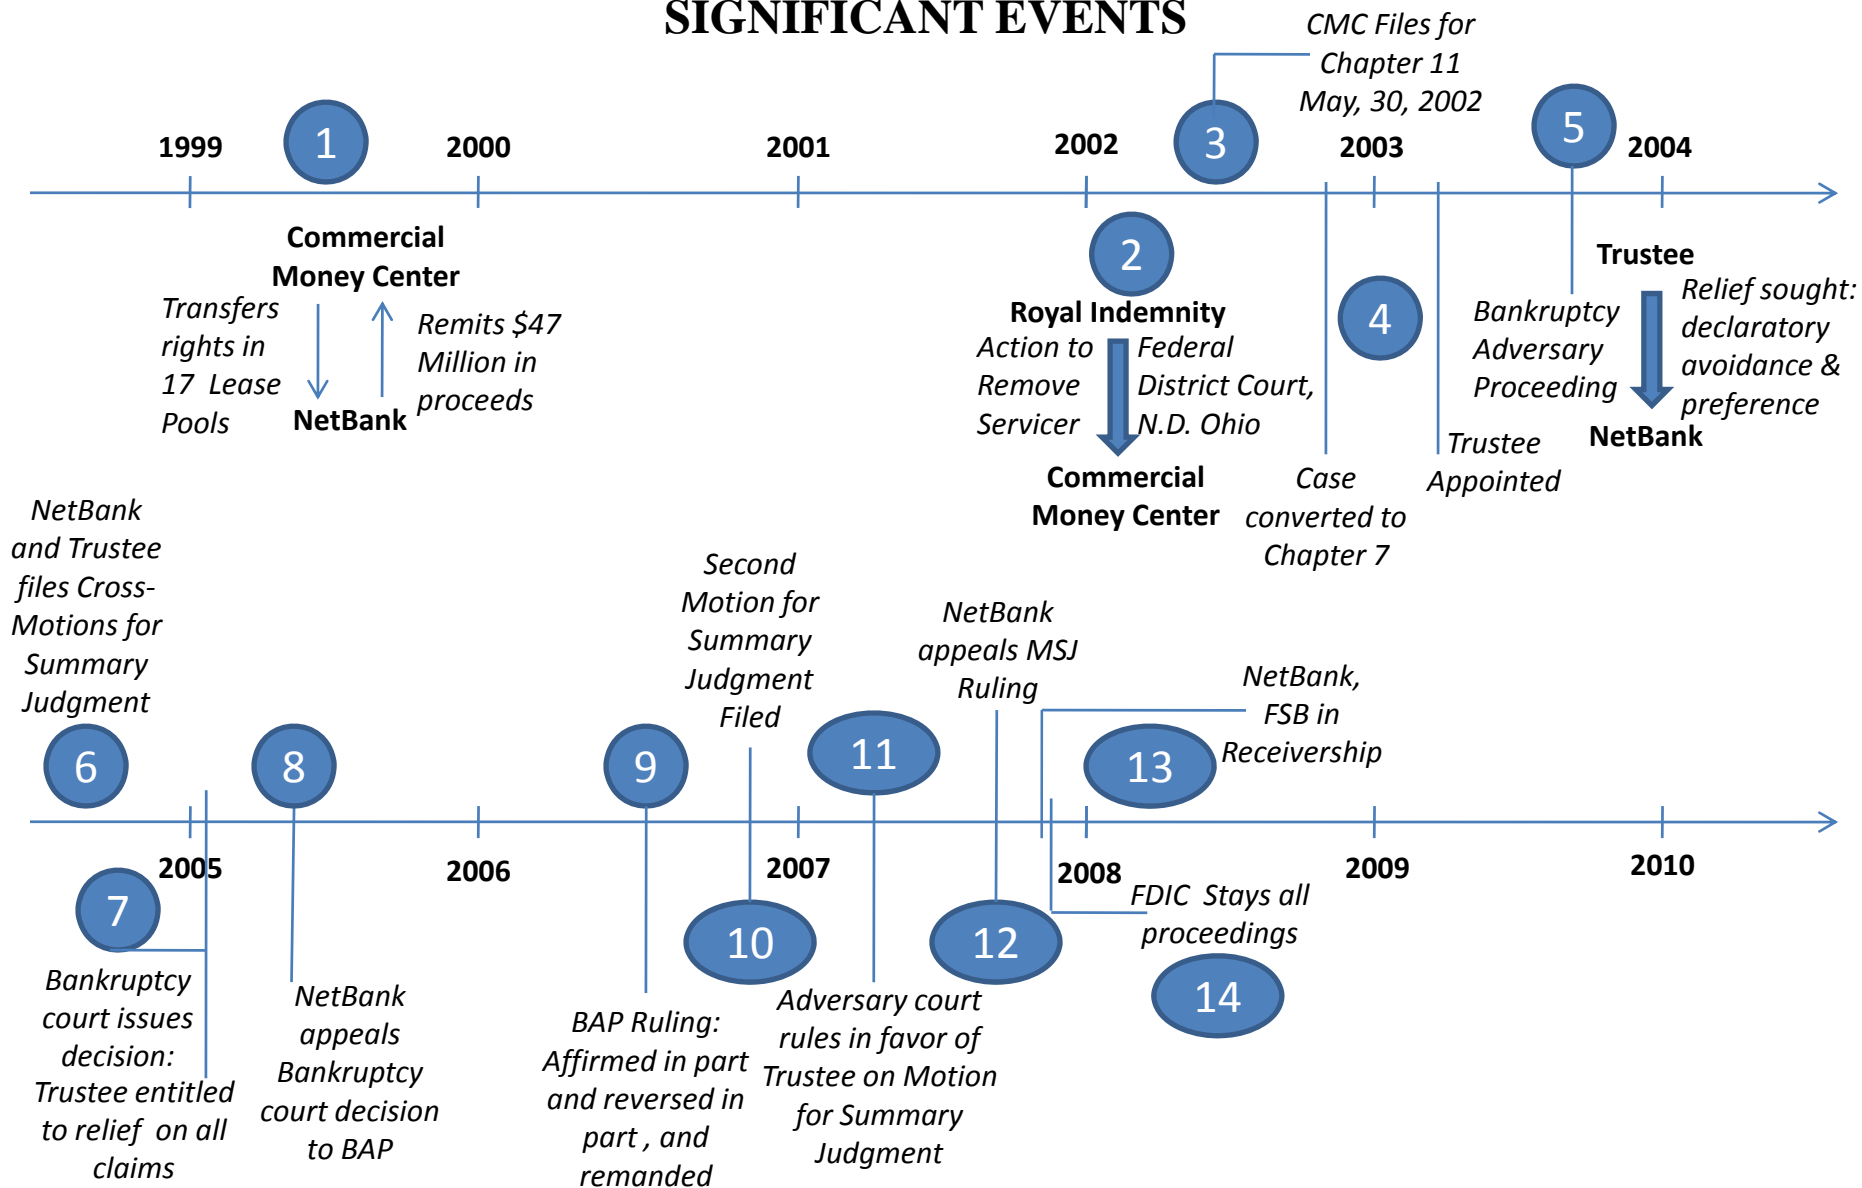 SIGNIFICANT EVENTS
CMC Files for
Chapter 11
May, 30, 2002
1999
1
2000
2001
2002
3
2003
5
2004
Commercial
Money Center
Transfers
rights in
17 Lease
Pools
Remits $47
Million in
proceeds
NetBank
2
Royal Indemnity
Action to
Remove
Servicer
Federal
District Court,
N.D. Ohio
Commercial
Money Center
4
Case
converted to
Chapter 7
Trustee
Appointed
Bankruptcy
Adversary
Proceeding
Trustee
Relief sought:
declaratory
avoidance &
preference
NetBank
NetBank
and Trustee
files Cross-
Motions for
Summary
Judgment
6
8
9
Second
Motion for
Summary
Judgment
Filed
11
NetBank
appeals MSJ
Ruling
13
NetBank,
FSB in
Receivership
2005
2006
2007
2008
2009
2010
7
Bankruptcy
court issues
decision:
Trustee entitled
to relief on all
claims
NetBank
appeals
Bankruptcy
court decision
to BAP
BAP Ruling:
Affirmed in part
and reversed in
part , and
remanded
10
Adversary court
rules in favor of
Trustee on Motion
for Summary
Judgment
12
FDIC Stays all
proceedings
14